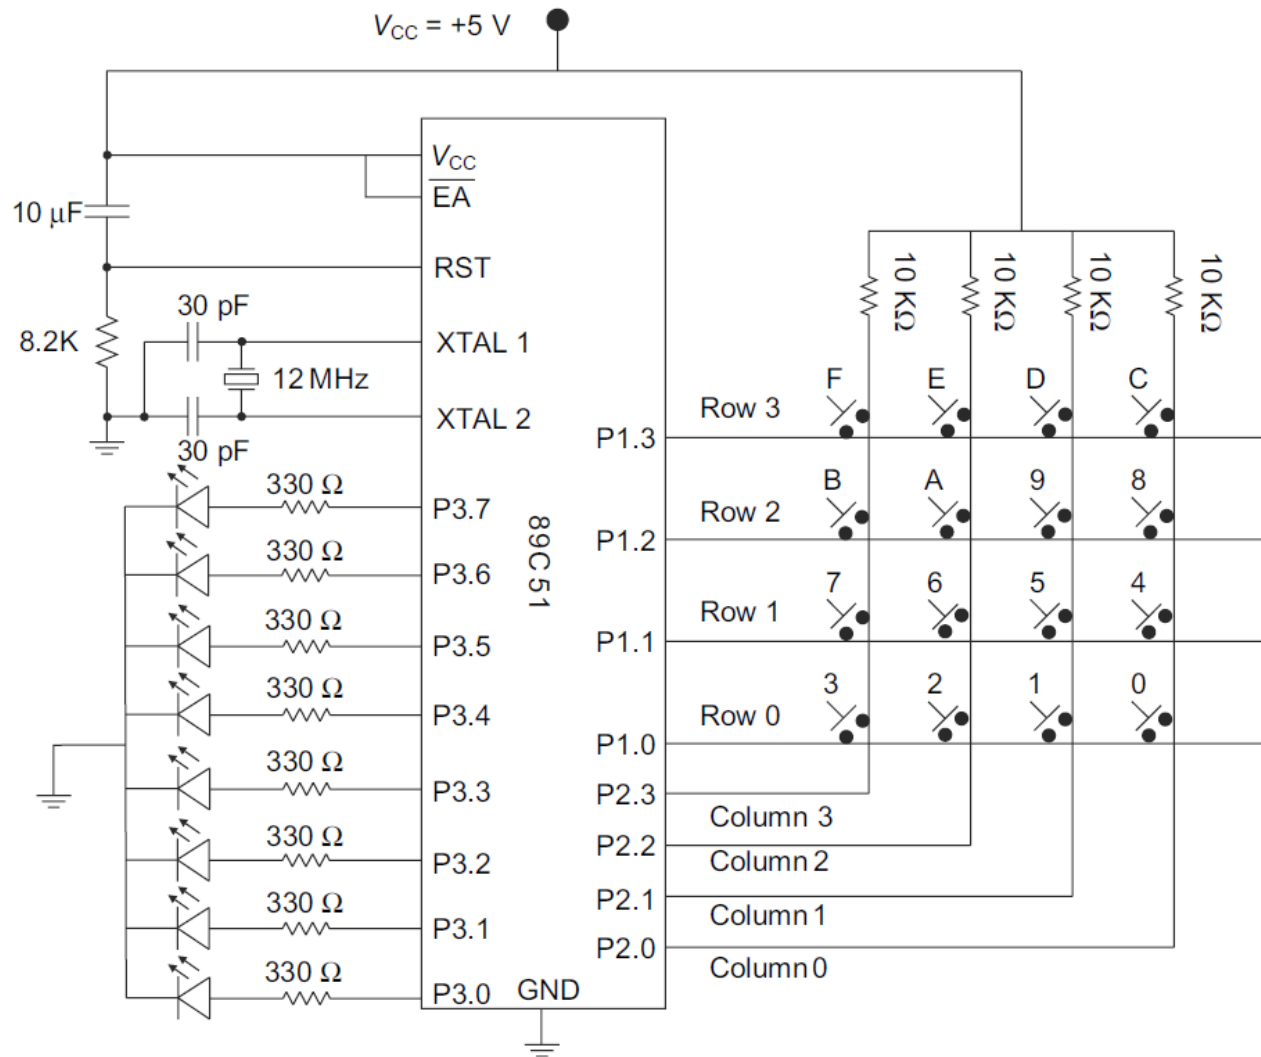 VCC = +5 V
VCC
EA
10 µF
RST
30 pF
8.2K
XTAL 1
12 MHz
XTAL 2
30 pF
330 Ω
P3.7
330 Ω
P3.6
330 Ω
P3.5
330 Ω
P3.4
330 Ω
P3.3
330 Ω
P3.2
330 Ω
P3.1
330 Ω
P3.0
89C51
GND
10 KΩ
10 KΩ
10 KΩ
10 KΩ
F E D C
Row 3
P1.3
B A 9 8
Row 2
P1.2
7 6 5 4
Row 1
P1.1
3 2 1 0
Row 0
P1.0
P2.3
Column 3
P2.2
Column 2
P2.1
Column 1
P2.0
Column 0